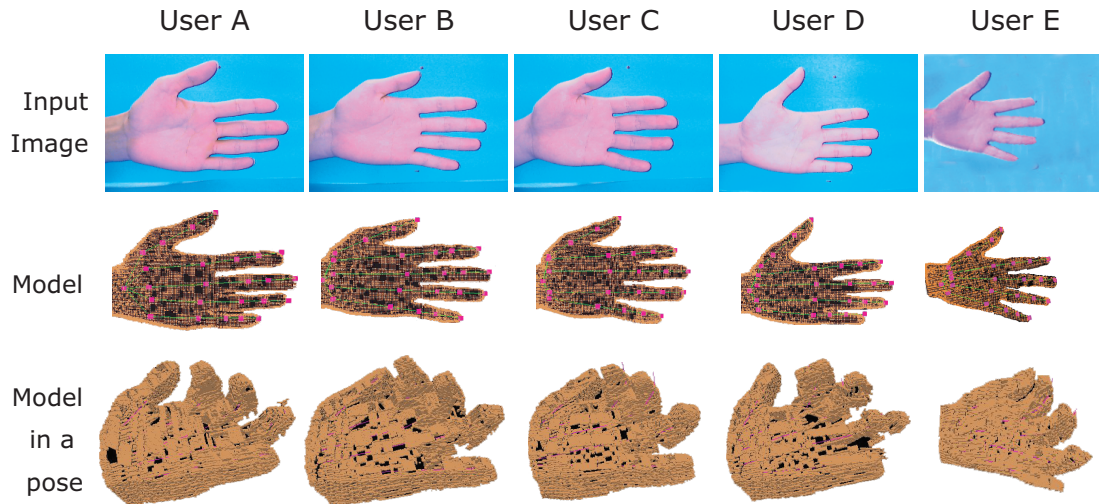 User A User B User C User D User E
Input
Image
Model
Model
in a
pose